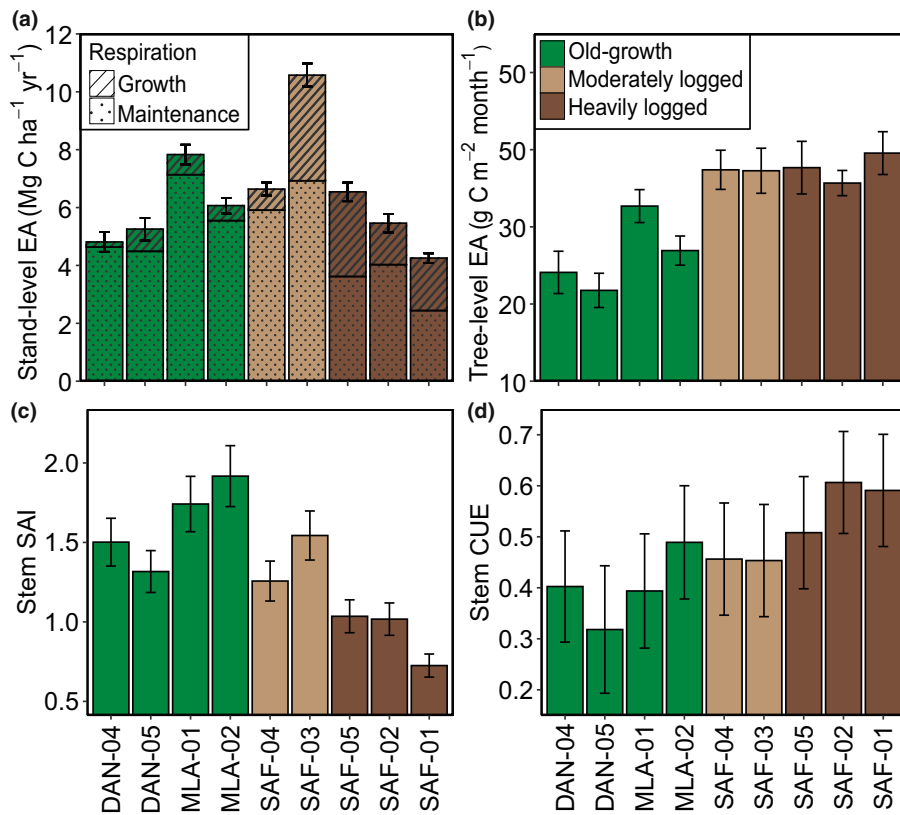 (a)
Stand-level EA (Mg C ha⁻¹ yr⁻¹)
12
10
8
6
4
2
0
Respiration
Growth
Maintenance
(b)
Tree-level EA (g C m⁻² month⁻¹)
50
50
30
20
10
Old-growth
Moderately logged
Heavily logged
(c)
Stem SAI
2.0
1.5
1.0
0.5
DAN-04
DAN-05
MLA-01
MLA-02
SAF-04
SAF-03
SAF-05
SAF-02
SAF-01
(d)
Stem CUE
0.7
0.6
0.5
0.4
0.3
0.2
DAN-04
DAN-05
MLA-01
MLA-02
SAF-04
SAF-03
SAF-05
SAF-02
SAF-01